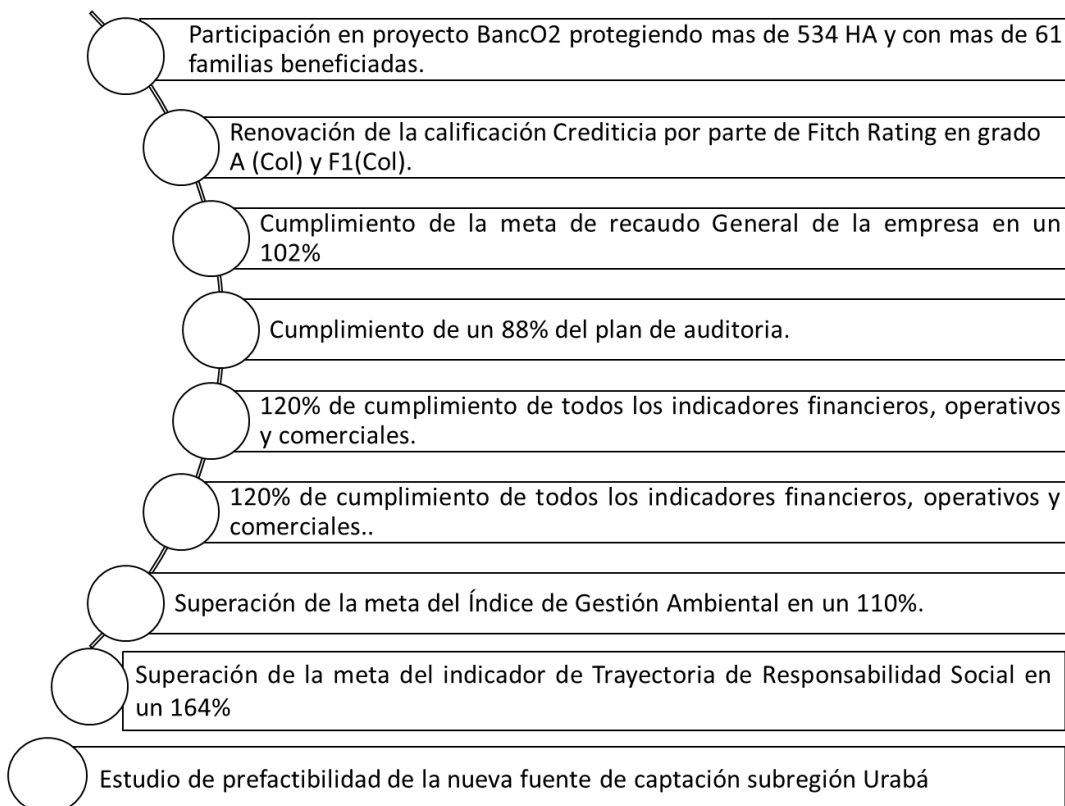 Participación en proyecto BancO2 protegiendo mas de 534 HA y con mas de 61
familias beneficiadas.
Renovación de la calificación Crediticia por parte de Fitch Rating en grado
A (Col) y F1(Col).
Cumplimiento de la meta de recaudo General de la empresa en un
102%
Cumplimiento de un 88% del plan de auditoria.
120% de cumplimiento de todos los indicadores financieros, operativos
y comerciales.
120% de cumplimiento de todos los indicadores financieros, operativos y
comerciales..
Superación de la meta del Índice de Gestión Ambiental en un 110%.
Superación de la meta del indicador de Trayectoria de Responsabilidad Social en
un 164%
Estudio de prefactibilidad de la nueva fuente de captación subregión Urabá